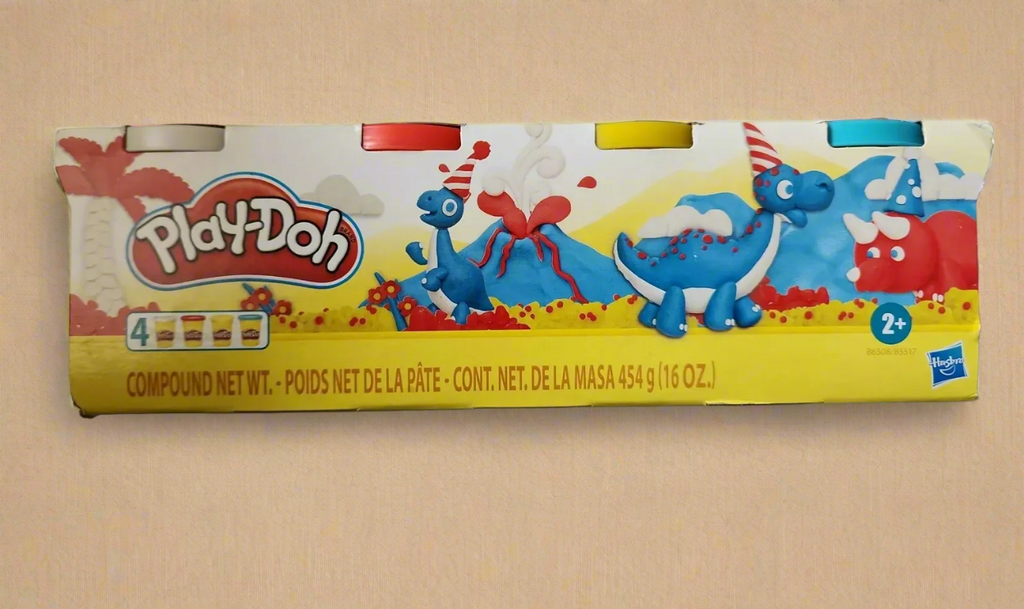 Play-Doh
4
2+
Hasbro
COMPOUND NET WT. - POIDS NET DE LA PÂTE - CONT. NET. DE LA MASA 454 g (16 OZ.)